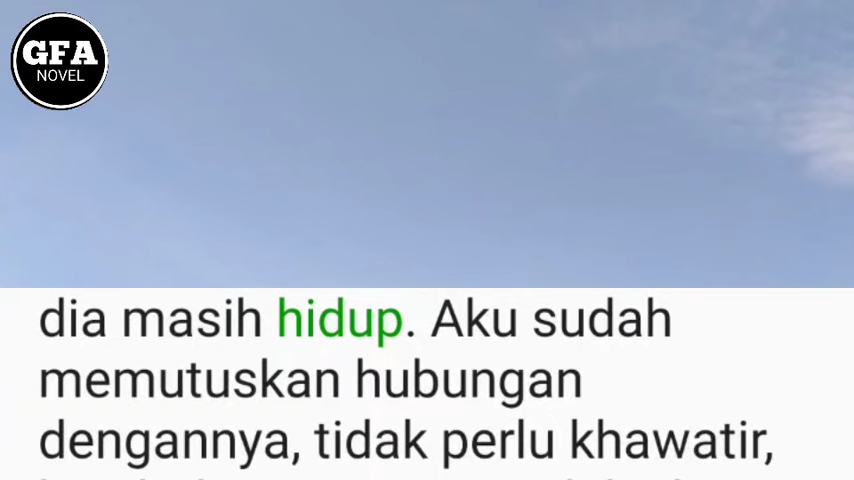 GFA
NOVEL
dia masih hidup. Aku sudah
memutuskan hubungan
dengannya, tidak perlu khawatir,